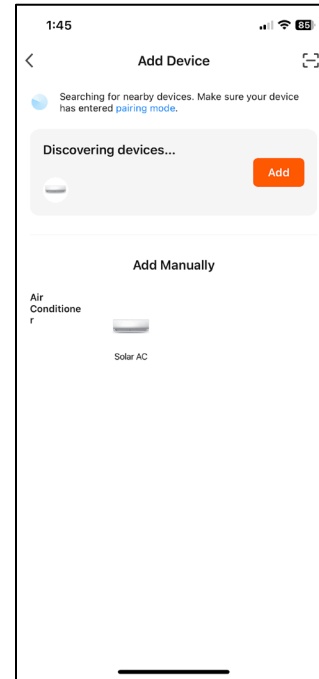 1:45
85
Add Device
Searching for nearby devices. Make sure your device
has entered pairing mode.
Discovering devices...
Add
Add Manually
Air
Conditione
r
Solar AC